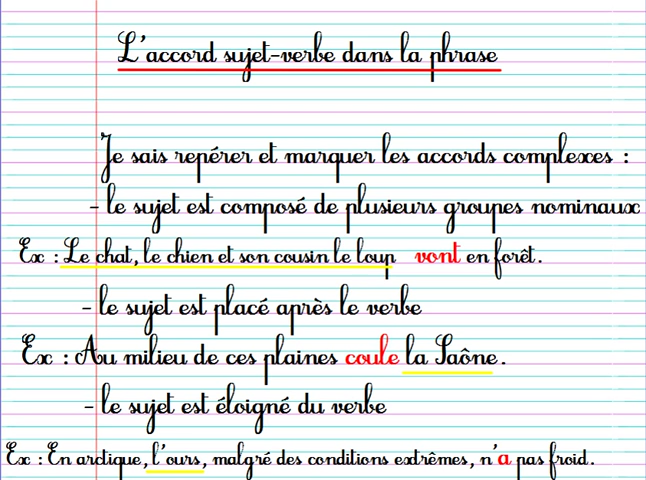 L'accord sujet-verbe dans la phrase
Je sais repérer et marquer les accords complexes :
- le sujet est composé de plusieurs groupes nominaux
Ex : Le chat, le chien et son cousin le loup vont en forêt.
- le sujet est placé après le verbe
Ex : Au milieu de ces plaines coule la Saône.
- le sujet est éloigné du verbe
Ex : En arctique, l'ours, malgré des conditions extrêmes, n'a pas froid.